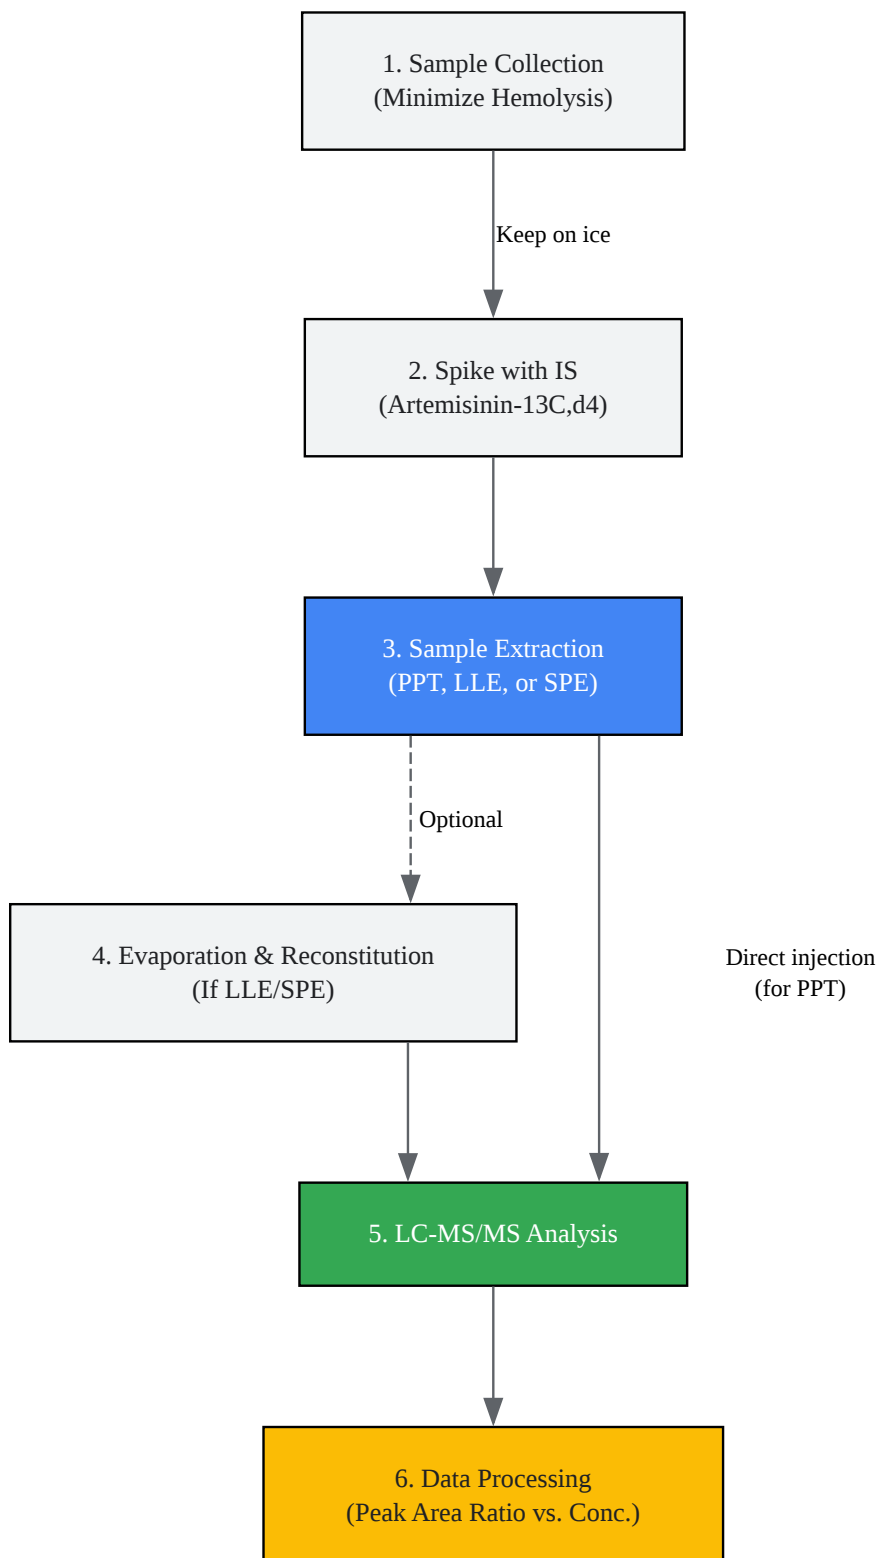 1. Sample Collection
(Minimize Hemolysis)
Keep on ice
2. Spike with IS
(Artemisinin-13C,d4)
3. Sample Extraction
(PPT, LLE, or SPE)
Optional
4. Evaporation & Reconstitution
(If LLE/SPE)
Direct injection
(for PPT)
5. LC-MS/MS Analysis
6. Data Processing
(Peak Area Ratio vs. Conc.)